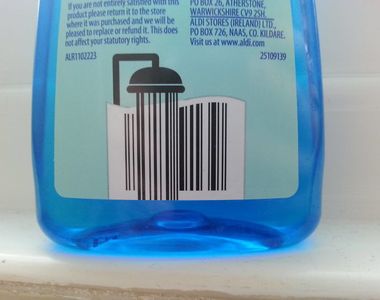 If you are not entirely satisfied with this
product please return it to the store
where it was purchased and we will be
pleased to replace or refund it. This does
not affect your statutory rights.
ALR1102223
PO BOX 26, ATHERSTONE,
WARWICKSHIRE CV9 2SH.
ALDI STORES (IRELAND) LTD.,
PO BOX 726, NAAS, CO. KILDARE.
Visit us at www.aldi.com
25109139